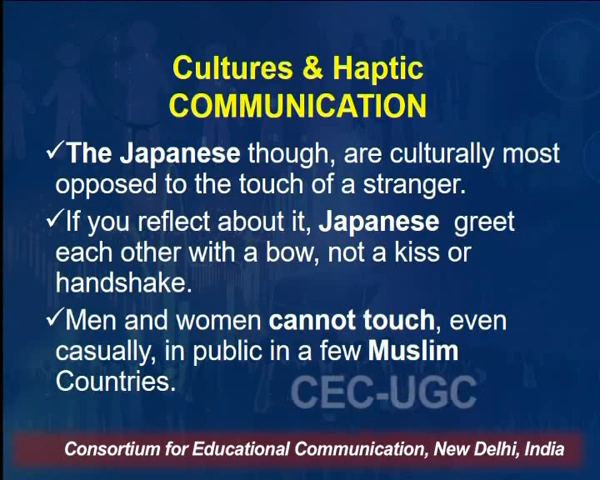 Cultures & Haptic
COMMUNICATION
✓The Japanese though, are culturally most
opposed to the touch of a stranger.
✓If you reflect about it, Japanese greet
each other with a bow, not a kiss or
handshake.
✓Men and women cannot touch, even
casually, in public in a few Muslim
Countries.
CEC-UGC
Consortium for Educational Communication, New Delhi, India